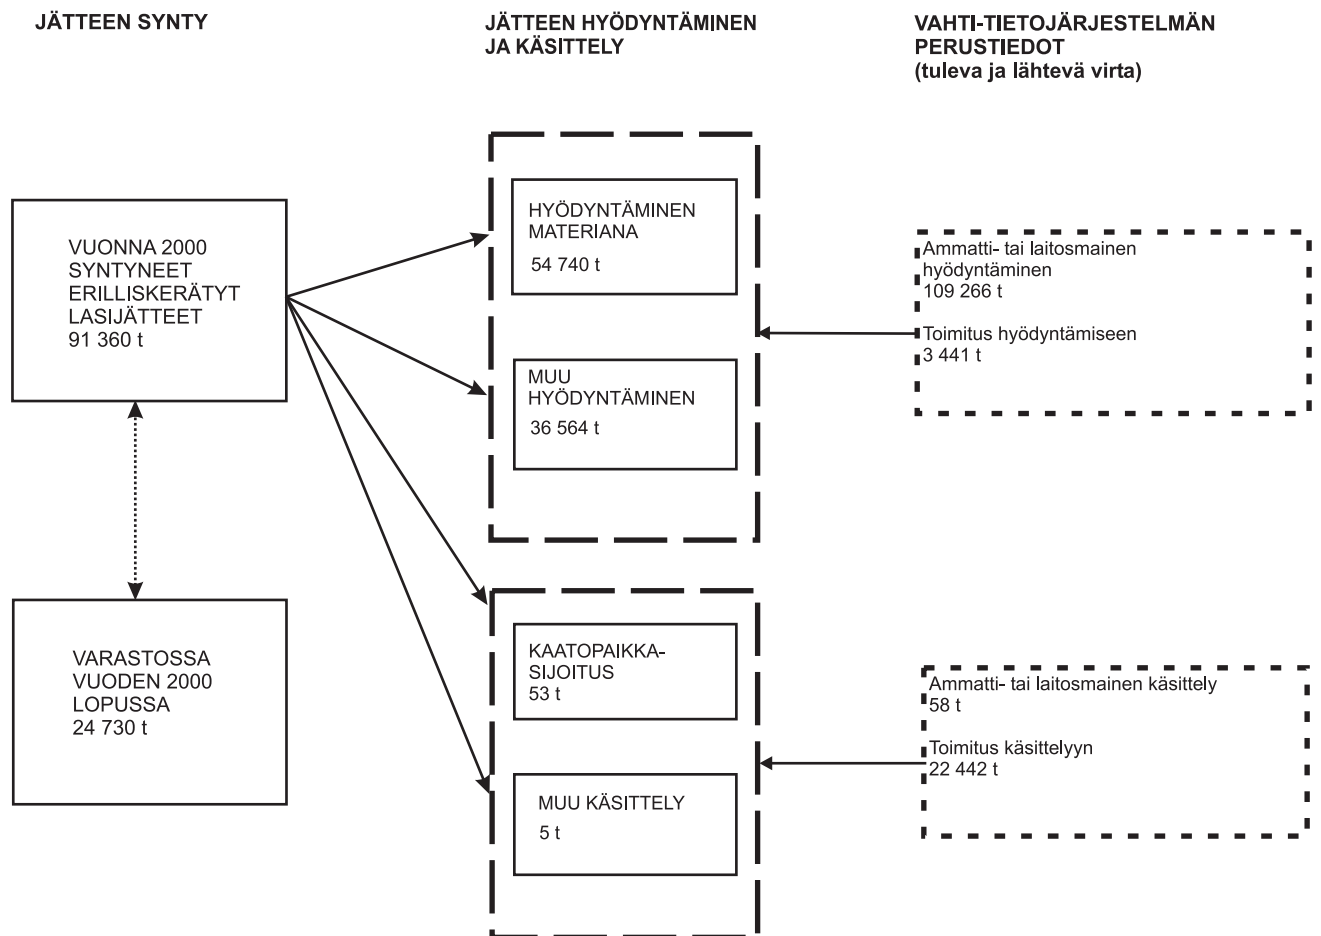 JÄTTEEN SYNTY
JÄTTEEN HYÖDYNTÄMINEN
JA KÄSITTELY
VAHTI-TIETOJÄRJESTELMÄN
PERUSTIEDOT
(tuleva ja lähtevä virta)
VUONNA 2000
SYNTYNEET
ERILLISKERÄTYT
LASIJÄTTEET
91 360 t
VARASTOSSA
VUODEN 2000
LOPUSSA
24 730 t
HYÖDYNTÄMINEN
MATERIANA
54 740 t
MUU
HYÖDYNTÄMINEN
36 564 t
KAATOPAIKKA-
SIJOITUS
53 t
MUU KÄSITTELY
5 t
Ammatti- tai laitosmainen
hyödyntäminen
109 266 t
Toimitus hyödyntämiseen
3 441 t
Ammatti- tai laitosmainen käsittely
58 t
Toimitus käsittelyyn
22 442 t